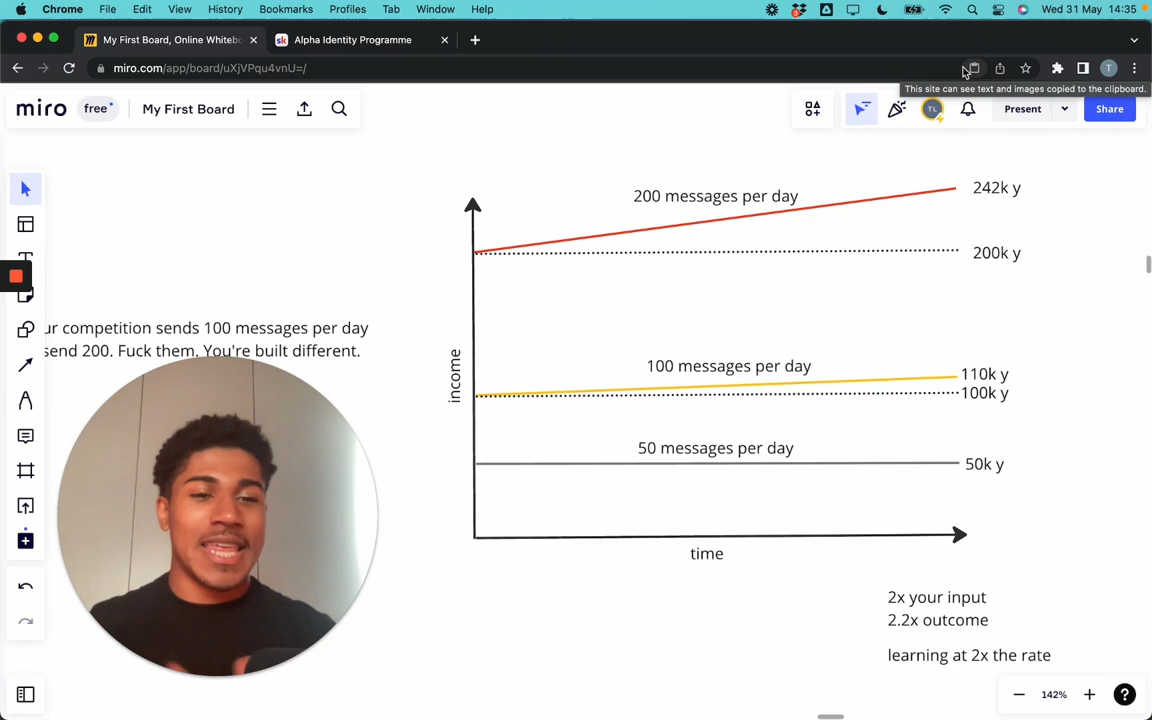 Chrome File Edit View History Bookmarks Profiles Tab Window Help Wed 31 May 14:35
My First Board, Online Whitebo
sk Alpha Identity Programme
miro.com/app/board/uXjVPqu4vnU=/
T
This site can see text and images copied to the clipboard.
miro free My First Board
TL
Present
Share
200 messages per day
242k y
200k y
ur competition sends 100 messages per day
send 200. Fuck them. You're built different.
income
100 messages per day
110k y
100k y
50 messages per day
50k y
time
2x your input
2.2x outcome
learning at 2x the rate
142%